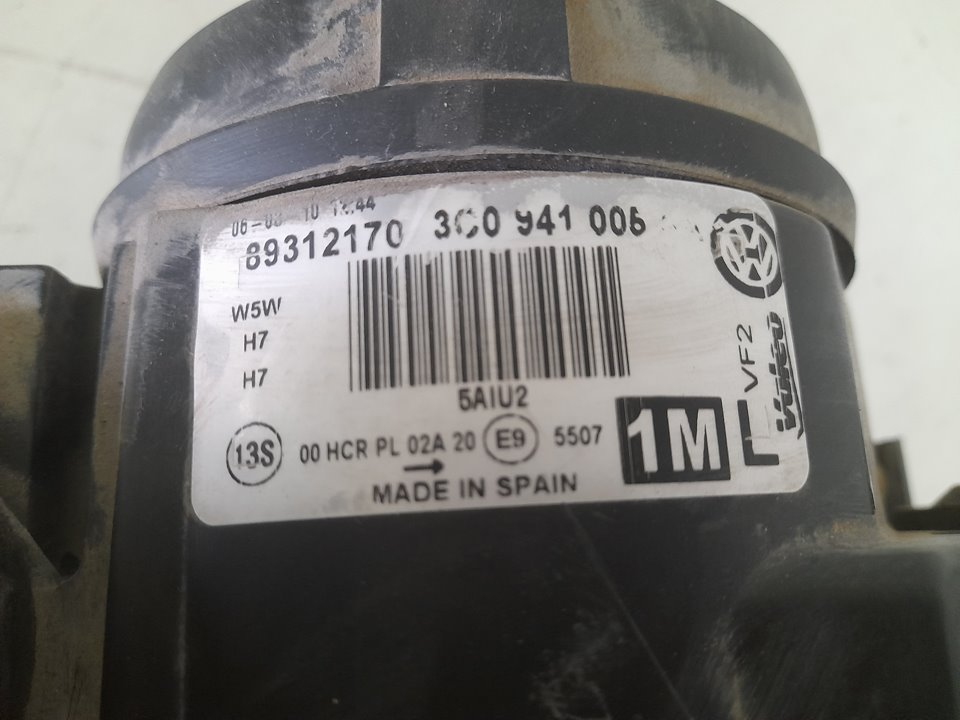 89312170 3C0 941 005
W5W
H7
H7
5AIU2
13S 00 HCR PL 02A 20 E9 5507
→
MADE IN SPAIN
1M L
VF2
Valeo